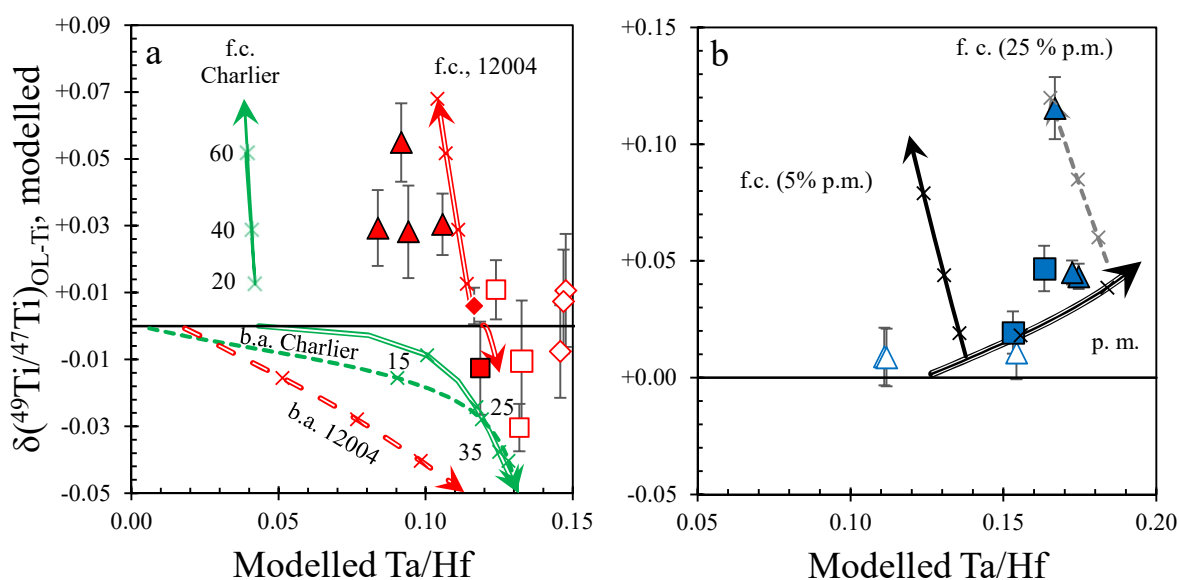 δ(⁴⁹Ti/⁴⁷Ti)OL-Ti, modelled
+0.09
+0.07
+0.05
+0.03
+0.01
-0.01
-0.03
-0.05
a
f.c.
Charlier
f.c., 12004
60
40
20
b.a. Charlier
15
b.a. 12004
25
35
0.00
0.05
0.10
0.15
Modelled Ta/Hf
+0.15
+0.10
+0.05
+0.00
-0.05
b
f. c. (25 % p.m.)
f.c. (5% p.m.)
p. m.
0.05
0.10
0.15
0.20
Modelled Ta/Hf